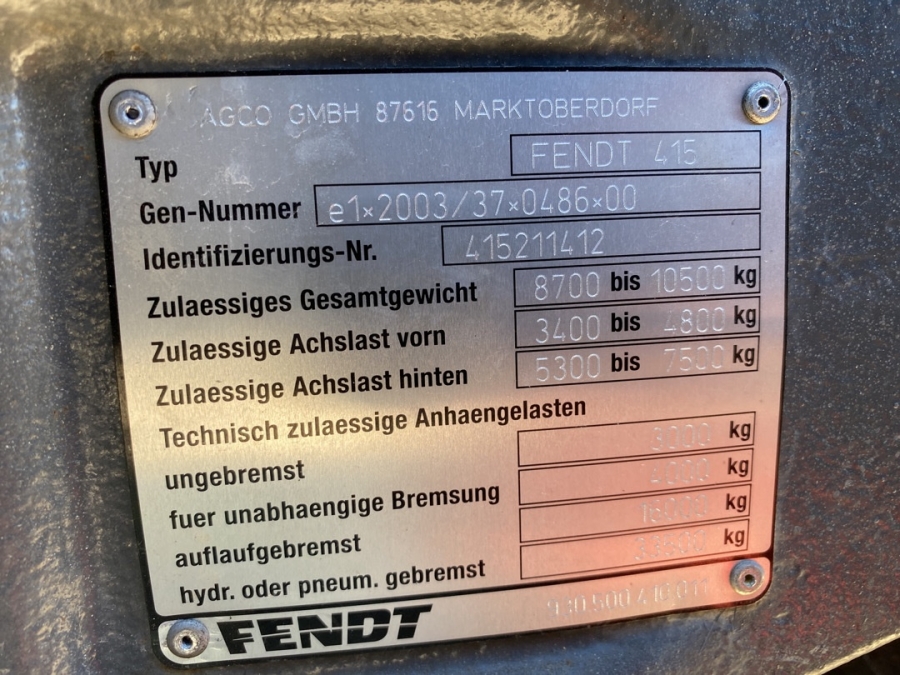 AGCO GMBH 87616 MARKTOBERDORF
Typ FENDT 415
Gen-Nummer e1×2003/37×0486×00
Identifizierungs-Nr. 415211412
Zulaessiges Gesamtgewicht 8700 bis 10500 kg
Zulaessige Achslast vorn 3400 bis 4800 kg
Zulaessige Achslast hinten 5300 bis 7500 kg
Technisch zulaessige Anhaengelasten
ungebremst kg
fuer unabhaengige Bremsung 4000 kg
auflaufgebremst 16000 kg
hydr. oder pneum. gebremst kg
FENDT